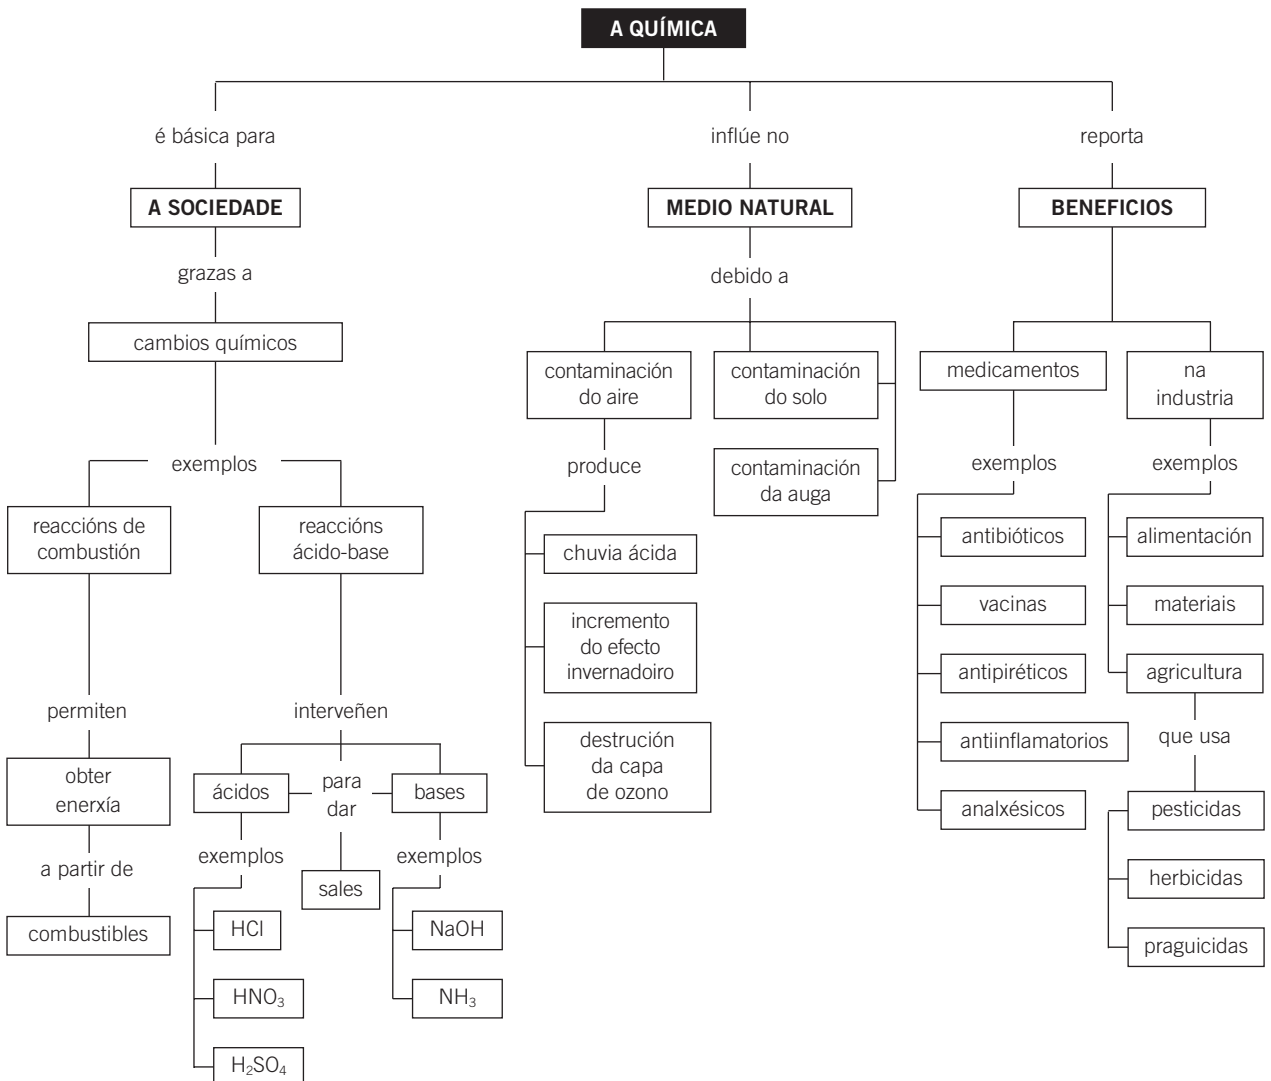 A QUÍMICA
é básica para
A SOCIEDADE
grazas a
cambios químicos
exemplos
reaccións de
combustión
permiten
obter
enerxía
a partir de
combustibles
reaccións
ácido-base
interveñen
ácidos
para
dar
bases
exemplos
HCl
HNO₃
H₂SO₄
sales
exemplos
NaOH
NH₃
inflúe no
MEDIO NATURAL
debido a
contaminación
do aire
produce
chuvia ácida
incremento
do efecto
invernadoiro
destrución
da capa
de ozono
contaminación
do solo
contaminación
da auga
reporta
BENEFICIOS
medicamentos
exemplos
antibióticos
vacinas
antipiréticos
antiinflamatorios
analxésicos
na
industria
exemplos
alimentación
materiais
agricultura
que usa
pesticidas
herbicidas
praguicidas